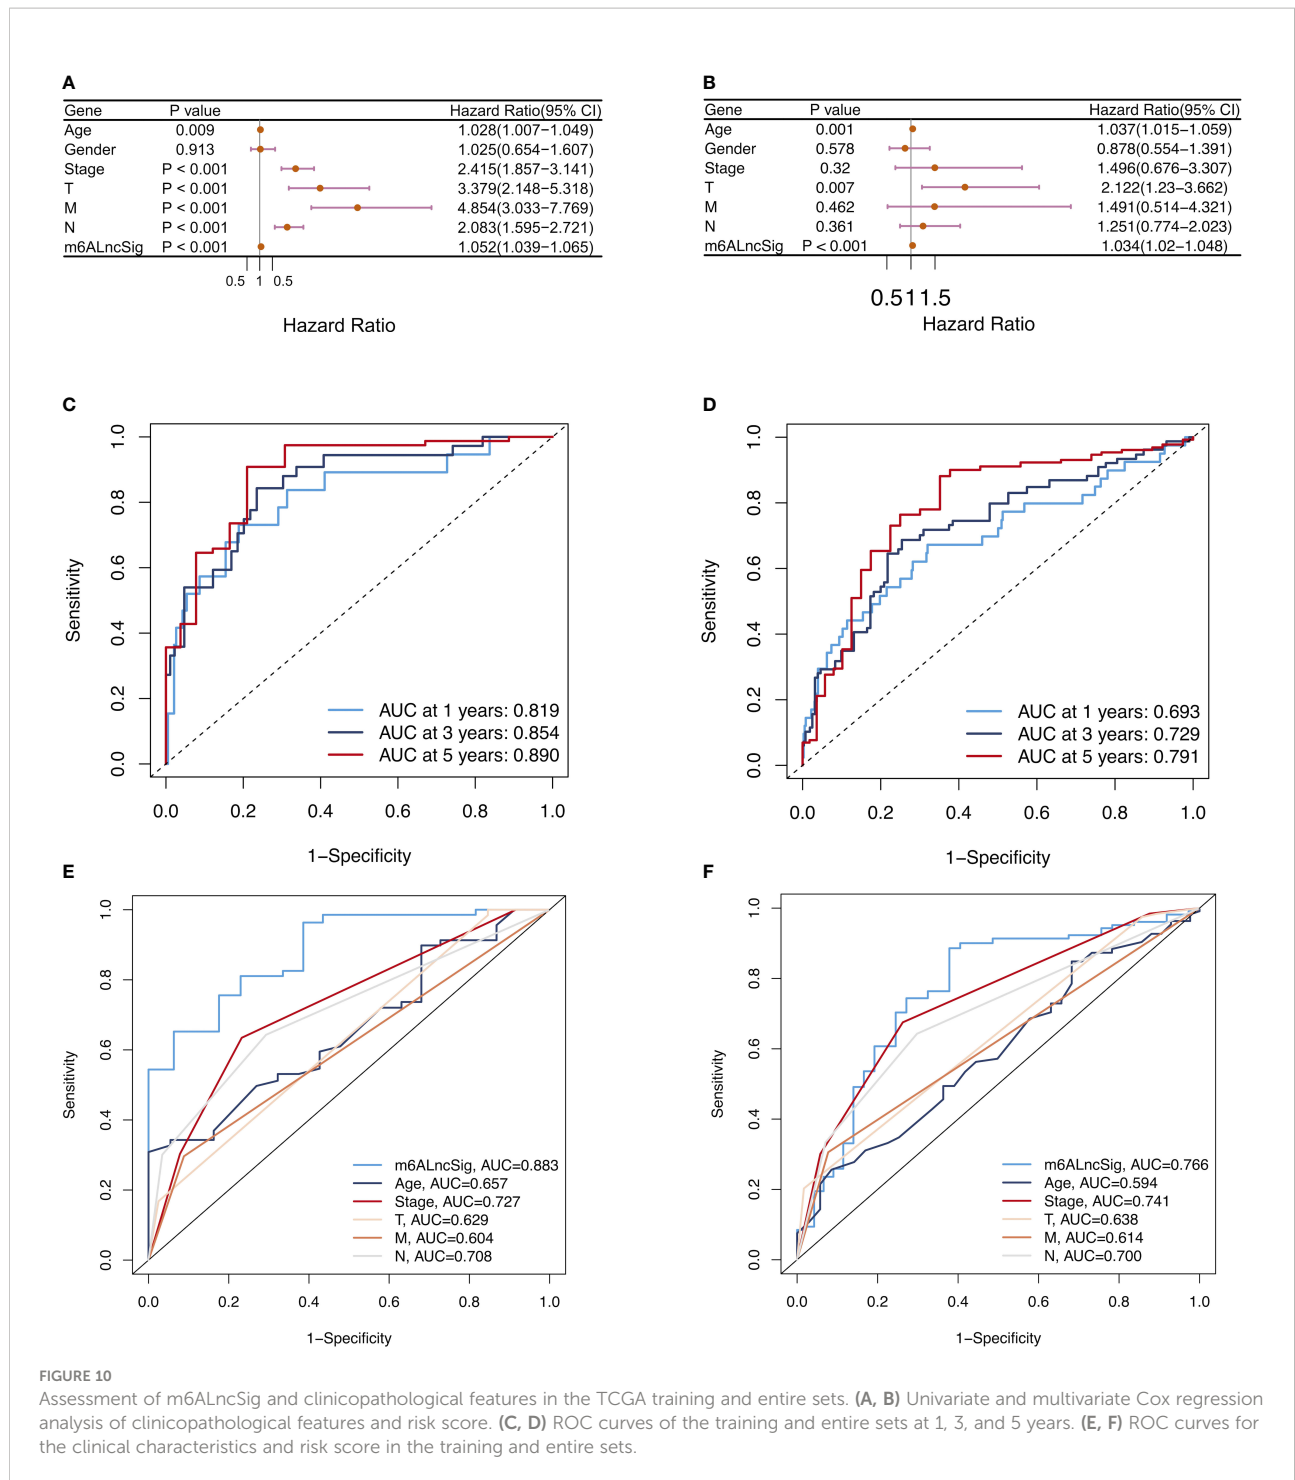 A
Gene P value Hazard Ratio(95% CI)
Age 0.009 1.028(1.007−1.049)
Gender 0.913 1.025(0.654−1.607)
Stage P < 0.001 2.415(1.857−3.141)
T P < 0.001 3.379(2.148−5.318)
M P < 0.001 4.854(3.033−7.769)
N P < 0.001 2.083(1.595−2.721)
m6ALncSig P < 0.001 1.052(1.039−1.065)
0.5 1 0.5
Hazard Ratio
B
Gene P value Hazard Ratio(95% CI)
Age 0.001 1.037(1.015−1.059)
Gender 0.578 0.878(0.554−1.391)
Stage 0.32 1.496(0.676−3.307)
T 0.007 2.122(1.23−3.662)
M 0.462 1.491(0.514−4.321)
N 0.361 1.251(0.774−2.023)
m6ALncSig P < 0.001 1.034(1.02−1.048)
0.511.5
Hazard Ratio
C
Sensitivity
1.0
0.8
0.6
0.4
0.2
0.0
AUC at 1 years: 0.819
AUC at 3 years: 0.854
AUC at 5 years: 0.890
0.0 0.2 0.4 0.6 0.8 1.0
1−Specificity
D
Sensitivity
1.0
0.8
0.6
0.4
0.2
0.0
AUC at 1 years: 0.693
AUC at 3 years: 0.729
AUC at 5 years: 0.791
0.0 0.2 0.4 0.6 0.8 1.0
1−Specificity
E
Sensitivity
1.0
0.8
0.6
0.4
0.2
0.0
m6ALncSig, AUC=0.883
Age, AUC=0.657
Stage, AUC=0.727
T, AUC=0.629
M, AUC=0.604
N, AUC=0.708
0.0 0.2 0.4 0.6 0.8 1.0
1−Specificity
F
Sensitivity
1.0
0.8
0.6
0.4
0.2
0.0
m6ALncSig, AUC=0.766
Age, AUC=0.594
Stage, AUC=0.741
T, AUC=0.638
M, AUC=0.614
N, AUC=0.700
0.0 0.2 0.4 0.6 0.8 1.0
1−Specificity
FIGURE 10
Assessment of m6ALncSig and clinicopathological features in the TCGA training and entire sets. (A, B) Univariate and multivariate Cox regression
analysis of clinicopathological features and risk score. (C, D) ROC curves of the training and entire sets at 1, 3, and 5 years. (E, F) ROC curves for
the clinical characteristics and risk score in the training and entire sets.